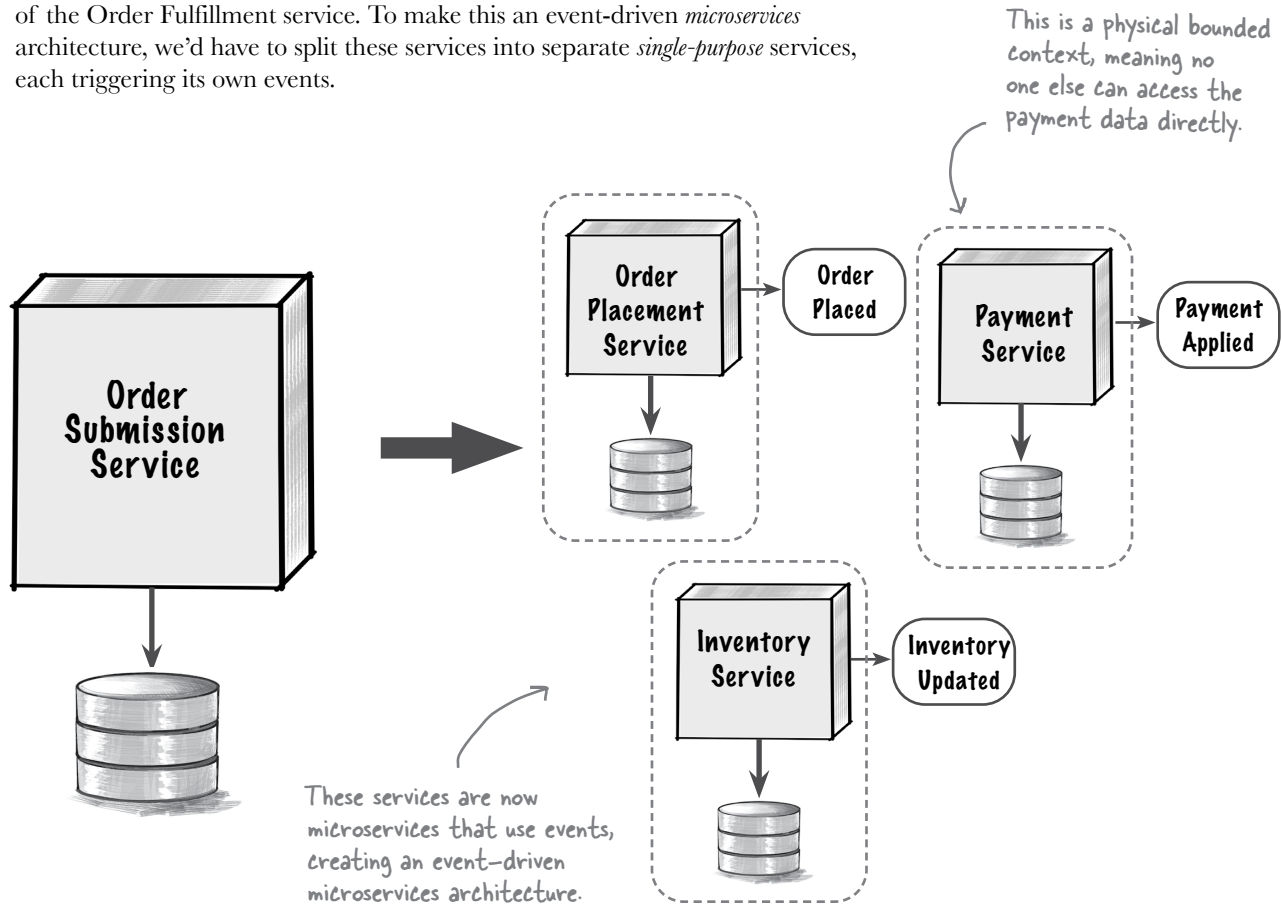 of the Order Fulfillment service. To make this an event-driven microservices
architecture, we'd have to split these services into separate single-purpose services,
each triggering its own events.
This is a physical bounded
context, meaning no
one else can access the
payment data directly.
Order
Submission
Service
Order
Placement
Service
Order
Placed
Payment
Service
Payment
Applied
Inventory
Service
Inventory
Updated
These services are now
microservices that use events,
creating an event-driven
microservices architecture.